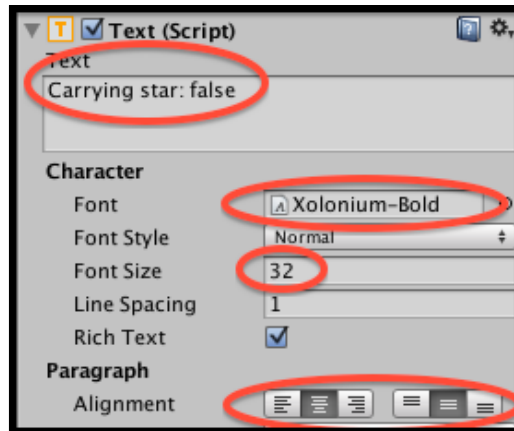 Text (Script)
Text
Carrying star: false
Character
Font Xolonium-Bold
Font Style Normal
Font Size 32
Line Spacing 1
Rich Text
Paragraph
Alignment